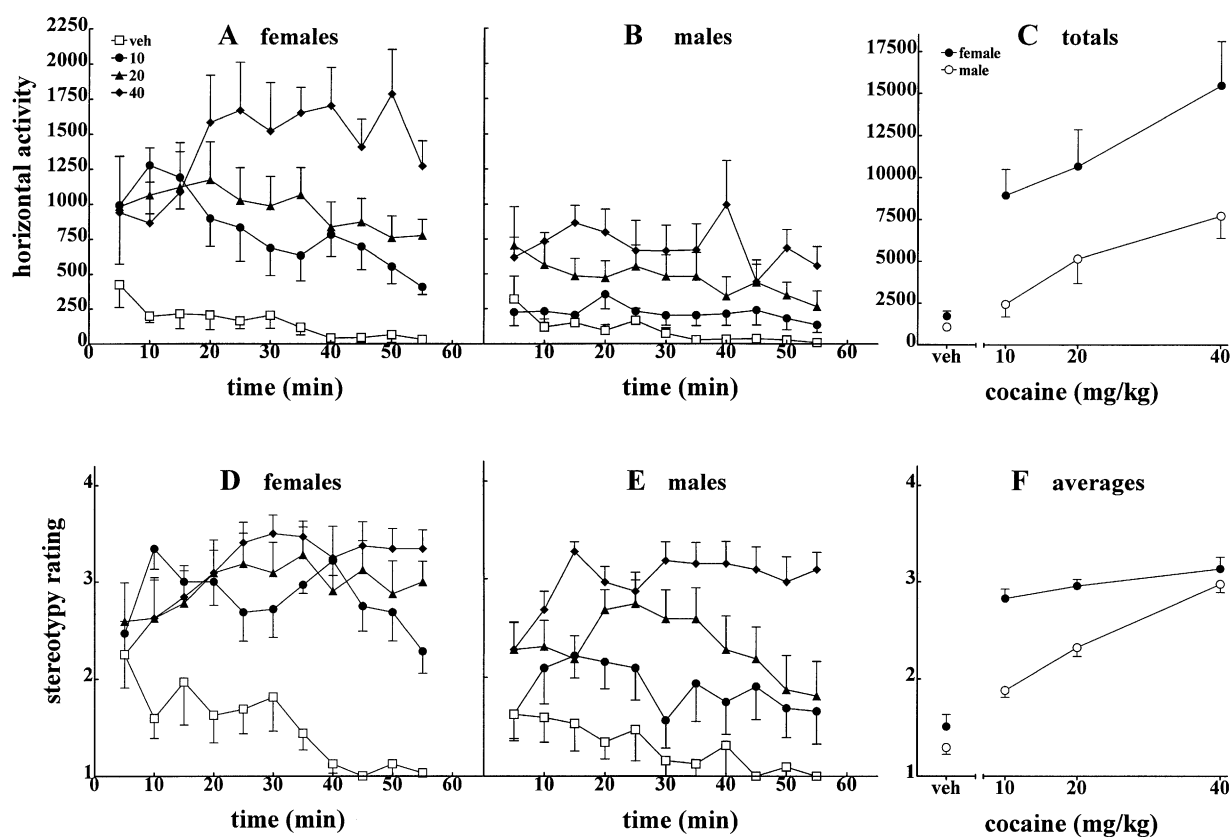 A females
veh
10
20
40
horizontal activity
2250
2000
1750
1500
1250
1000
750
500
250
0
10 20 30 40 50 60
time (min)
B males
10 20 30 40 50 60
time (min)
C totals
female
male
17500
15000
12500
10000
7500
5000
2500
0
veh 10 20 40
cocaine (mg/kg)
D females
stereotypy rating
4
3
2
1
10 20 30 40 50 60
time (min)
E males
10 20 30 40 50 60
time (min)
F averages
4
3
2
1
veh 10 20 40
cocaine (mg/kg)